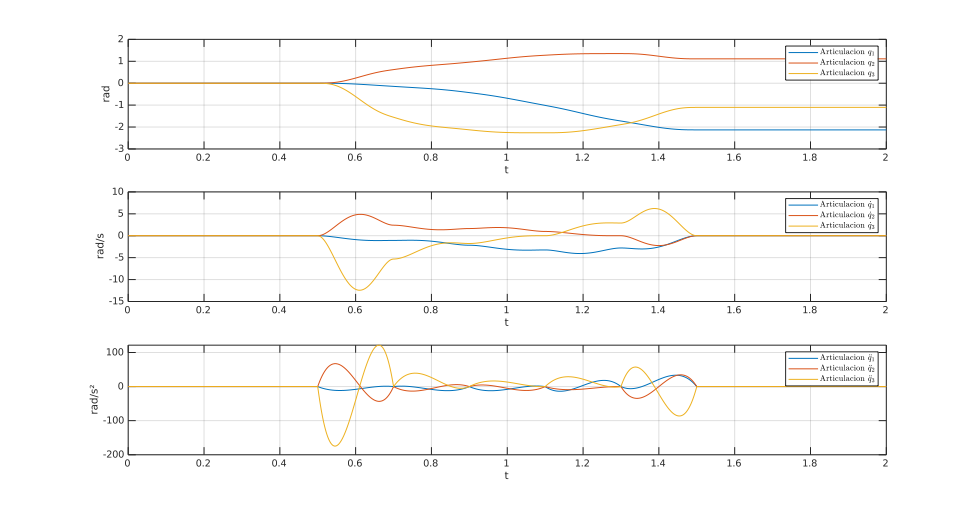 2
1
0
-1
-2
-3
rad
Articulacion q₁
Articulacion q₂
Articulacion q₃
0 0.2 0.4 0.6 0.8 1 1.2 1.4 1.6 1.8 2
t
10
5
0
-5
-10
-15
rad/s
Articulacion q̇₁
Articulacion q̇₂
Articulacion q̇₃
0 0.2 0.4 0.6 0.8 1 1.2 1.4 1.6 1.8 2
t
100
0
-100
-200
rad/s²
Articulacion q̈₁
Articulacion q̈₂
Articulacion q̈₃
0 0.2 0.4 0.6 0.8 1 1.2 1.4 1.6 1.8 2
t